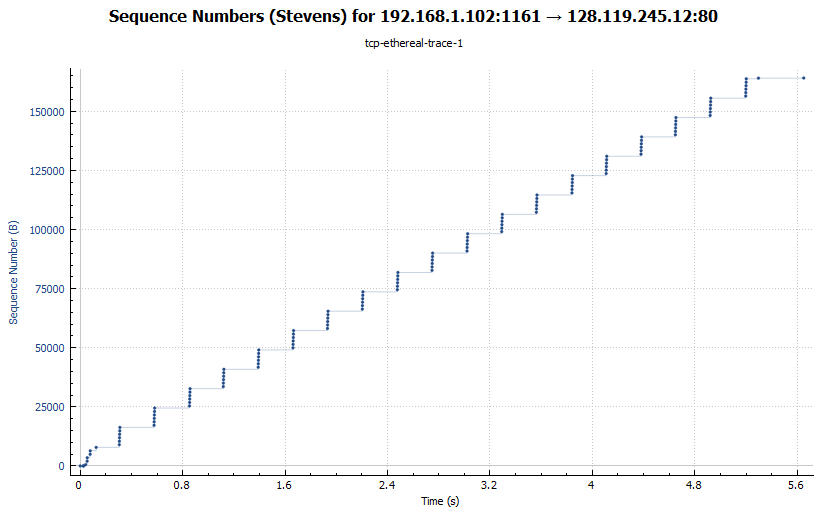 Sequence Numbers (Stevens) for 192.168.1.102:1161 → 128.119.245.12:80
tcp-ethereal-trace-1
Sequence Number (B)
150000
125000
100000
75000
50000
25000
0
0 0.8 1.6 2.4 3.2 4 4.8 5.6
Time (s)